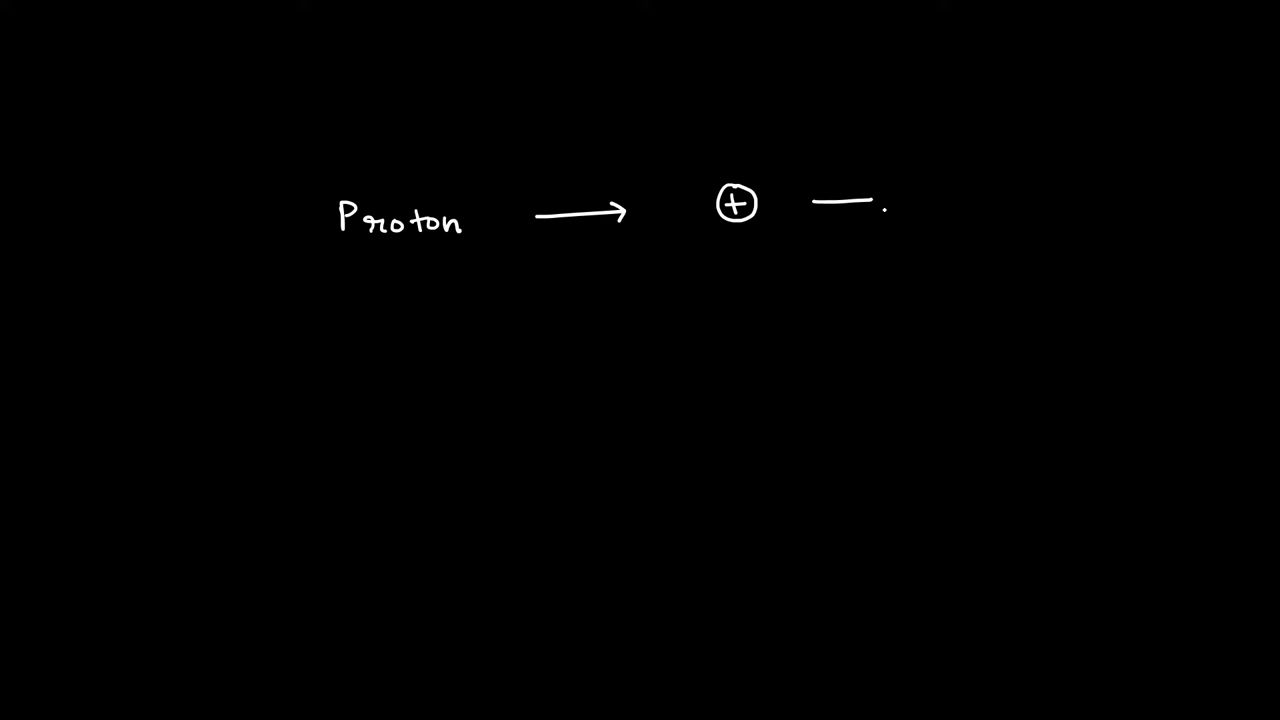 Proton → ⊕ —